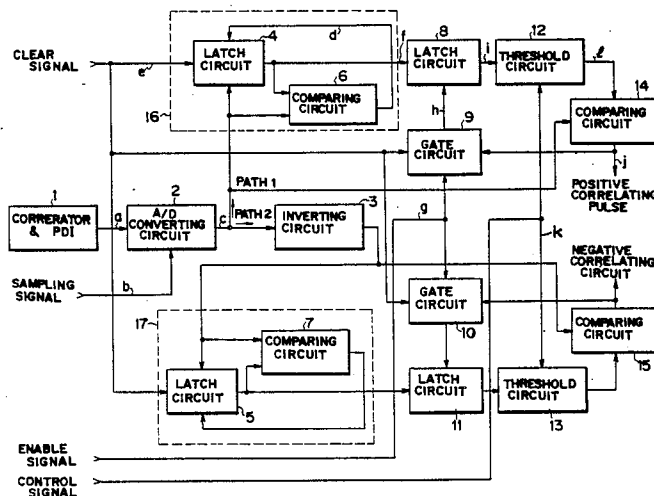 CLEAR
SIGNAL
e
LATCH
CIRCUIT
4
d
6
COMPARING
CIRCUIT
16
f
8
LATCH
CIRCUIT
i
12
THRESHOLD
CIRCUIT
ℓ
14
COMPARING
CIRCUIT
h
9
GATE
CIRCUIT
j
POSITIVE
CORRELATING
PULSE
1
CORRERATOR
& PDI
a
2
A/D
CONVERTING
CIRCUIT
c
PATH 1
PATH 2
3
INVERTING
CIRCUIT
g
k
SAMPLING
SIGNAL
b
NEGATIVE
CORRELATING
CIRCUIT
GATE
CIRCUIT
10
COMPARING
CIRCUIT
15
17
7
COMPARING
CIRCUIT
LATCH
CIRCUIT
5
LATCH
CIRCUIT
11
THRESHOLD
CIRCUIT
13
ENABLE
SIGNAL
CONTROL
SIGNAL